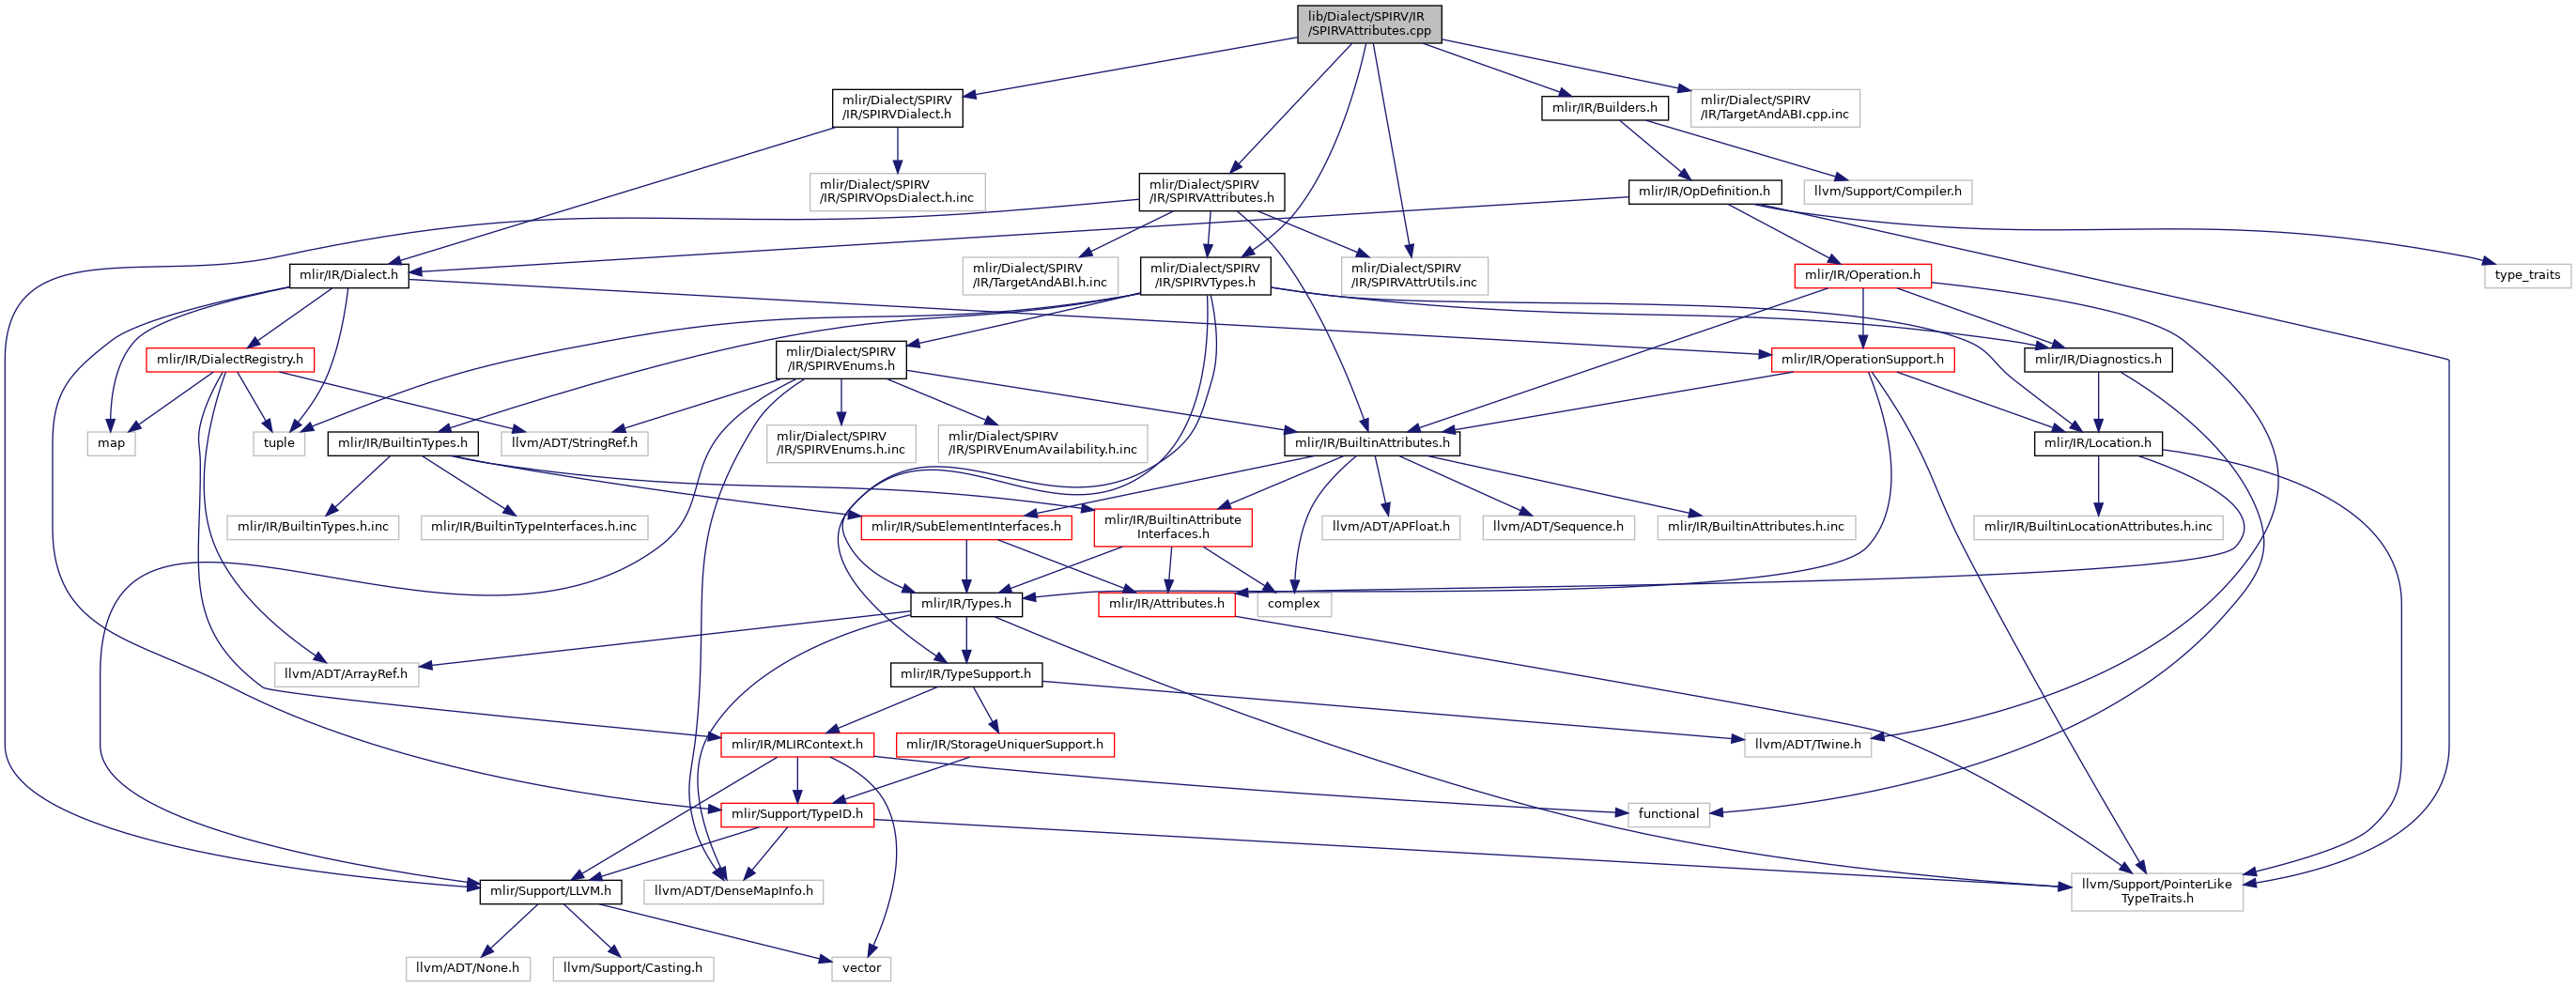 lib/Dialect/SPIRV/IR
/SPIRVAttributes.cpp
mlir/Dialect/SPIRV
/IR/SPIRVDialect.h
mlir/IR/Builders.h
mlir/Dialect/SPIRV
/IR/TargetAndABI.cpp.inc
mlir/Dialect/SPIRV
/IR/SPIRVOpsDialect.h.inc
mlir/Dialect/SPIRV
/IR/SPIRVAttributes.h
mlir/IR/OpDefinition.h
llvm/Support/Compiler.h
mlir/IR/Dialect.h
mlir/Dialect/SPIRV
/IR/TargetAndABI.h.inc
mlir/Dialect/SPIRV
/IR/SPIRVTypes.h
mlir/Dialect/SPIRV
/IR/SPIRVAttrUtils.inc
mlir/IR/Operation.h
type_traits
mlir/IR/DialectRegistry.h
mlir/Dialect/SPIRV
/IR/SPIRVEnums.h
mlir/IR/OperationSupport.h
mlir/IR/Diagnostics.h
map
tuple
mlir/IR/BuiltinTypes.h
llvm/ADT/StringRef.h
mlir/Dialect/SPIRV
/IR/SPIRVEnums.h.inc
mlir/Dialect/SPIRV
/IR/SPIRVEnumAvailability.h.inc
mlir/IR/BuiltinAttributes.h
mlir/IR/Location.h
mlir/IR/BuiltinTypes.h.inc
mlir/IR/BuiltinTypeInterfaces.h.inc
mlir/IR/SubElementInterfaces.h
mlir/IR/BuiltinAttribute
Interfaces.h
llvm/ADT/APFloat.h
llvm/ADT/Sequence.h
mlir/IR/BuiltinAttributes.h.inc
mlir/IR/BuiltinLocationAttributes.h.inc
mlir/IR/Types.h
mlir/IR/Attributes.h
complex
llvm/ADT/ArrayRef.h
mlir/IR/TypeSupport.h
mlir/IR/MLIRContext.h
mlir/IR/StorageUniquerSupport.h
llvm/ADT/Twine.h
mlir/Support/TypeID.h
functional
mlir/Support/LLVM.h
llvm/ADT/DenseMapInfo.h
llvm/Support/PointerLike
TypeTraits.h
llvm/ADT/None.h
llvm/Support/Casting.h
vector